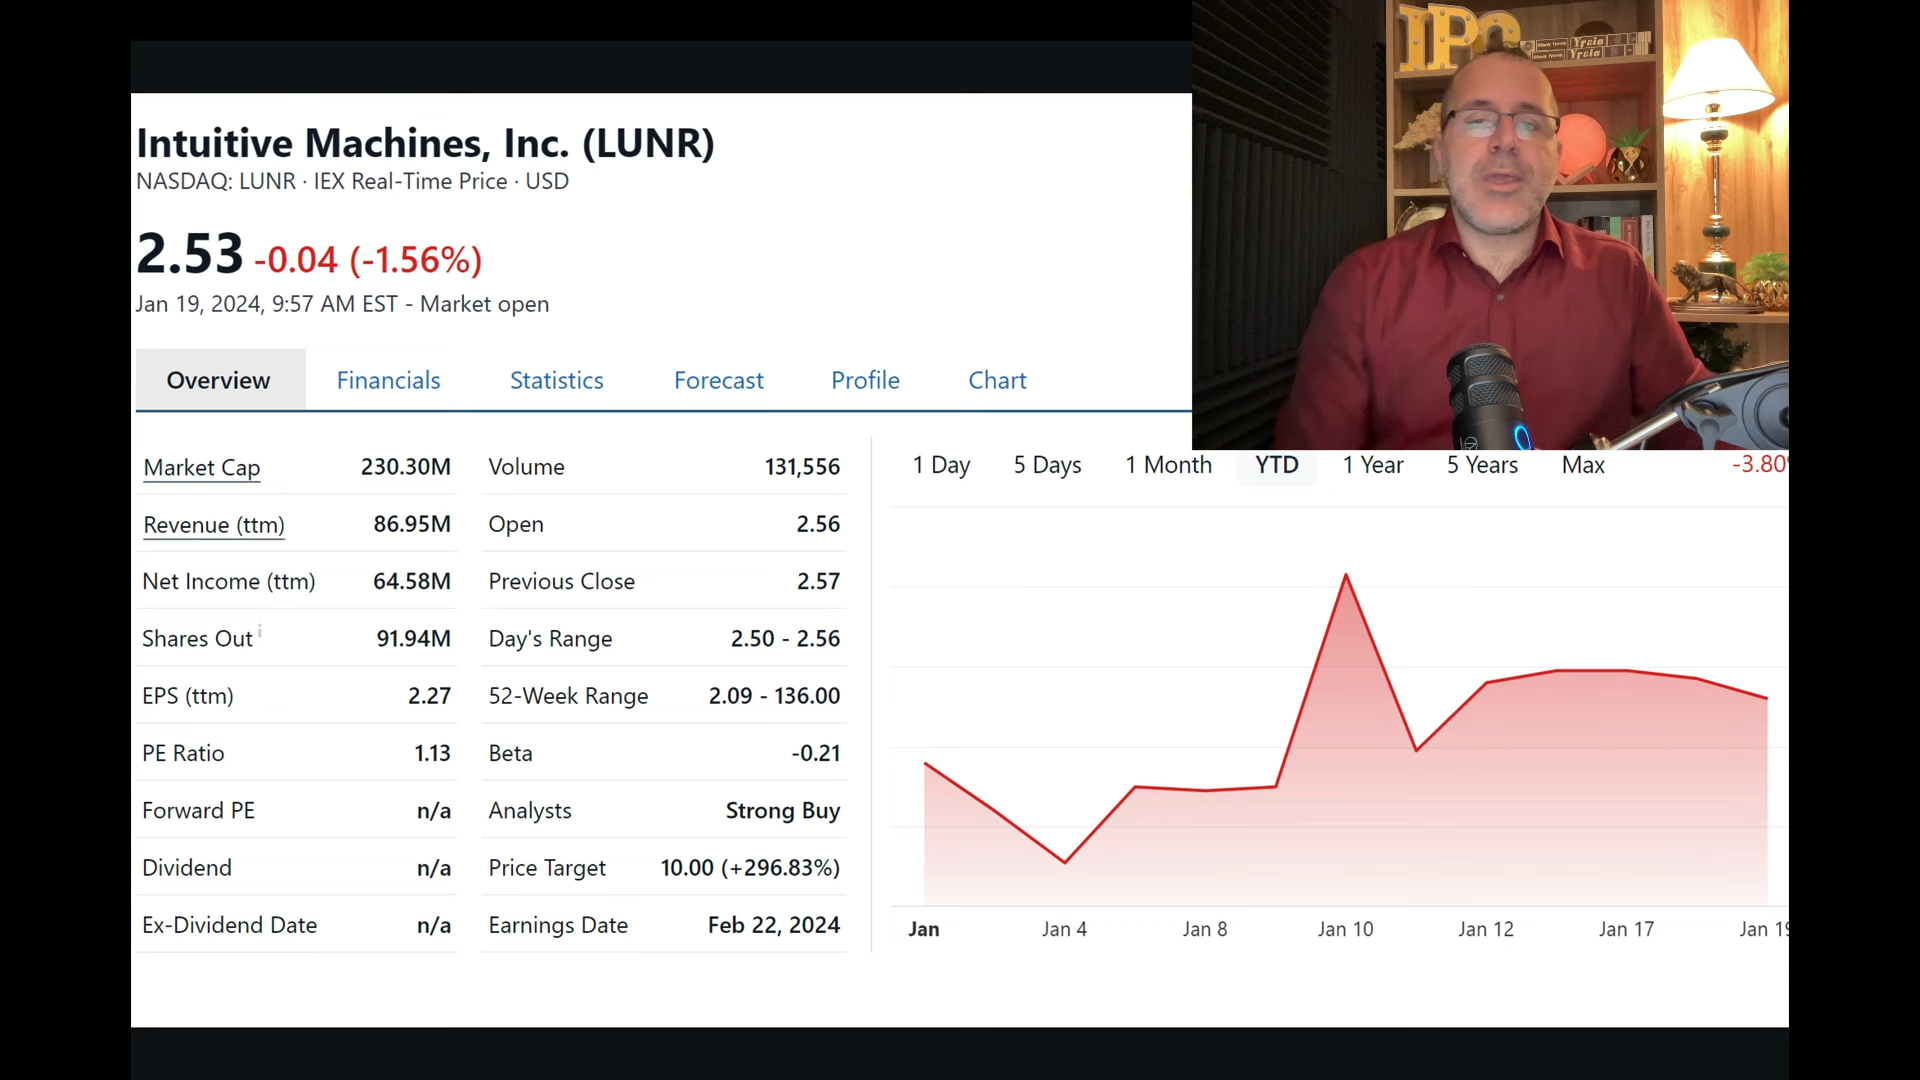 Intuitive Machines, Inc. (LUNR)
NASDAQ: LUNR · IEX Real-Time Price · USD
2.53 -0.04 (-1.56%)
Jan 19, 2024, 9:57 AM EST - Market open
Overview Financials Statistics Forecast Profile Chart
Market Cap 230.30M Volume 131,556
Revenue (ttm) 86.95M Open 2.56
Net Income (ttm) 64.58M Previous Close 2.57
Shares Out i 91.94M Day's Range 2.50 - 2.56
EPS (ttm) 2.27 52-Week Range 2.09 - 136.00
PE Ratio 1.13 Beta -0.21
Forward PE n/a Analysts Strong Buy
Dividend n/a Price Target 10.00 (+296.83%)
Ex-Dividend Date n/a Earnings Date Feb 22, 2024
1 Day 5 Days 1 Month YTD 1 Year 5 Years Max -3.80
Jan Jan 4 Jan 8 Jan 10 Jan 12 Jan 17 Jan 19
IPO
Υγεία
Υγεία